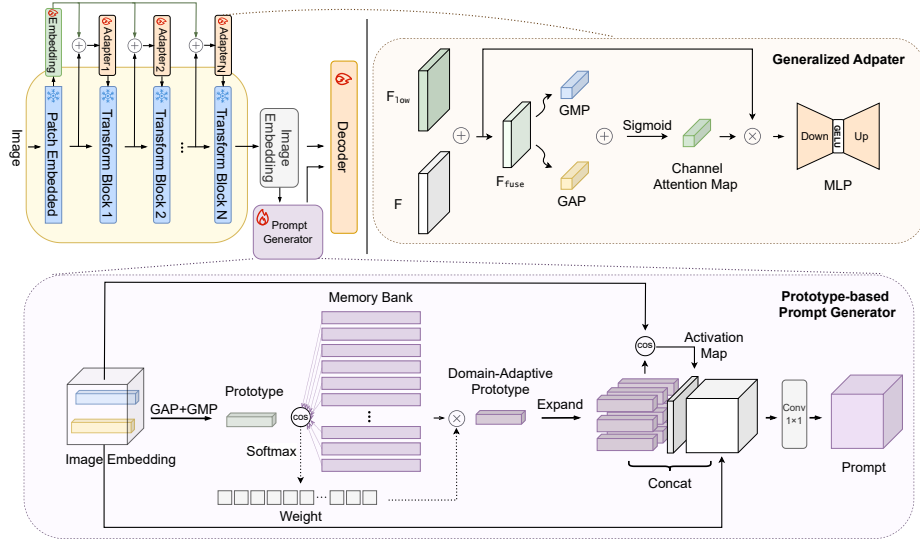 Image
Embedding
Patch Embedded
Adapter1
Transform Block 1
Adapter2
Transform Block 2
...
AdapterN
Transform Block N
Image
Embedding
Prompt
Generator
Decoder
Generalized Adpater
Flow
F
Ffuse
GMP
GAP
Sigmoid
Channel
Attention Map
Down
GELU
Up
MLP
Prototype-based
Prompt Generator
Memory Bank
Image Embedding
GAP+GMP
Prototype
cos
Softmax
...
Weight
Domain-Adaptive
Prototype
Expand
cos
Activation
Map
Concat
Conv
1×1
Prompt